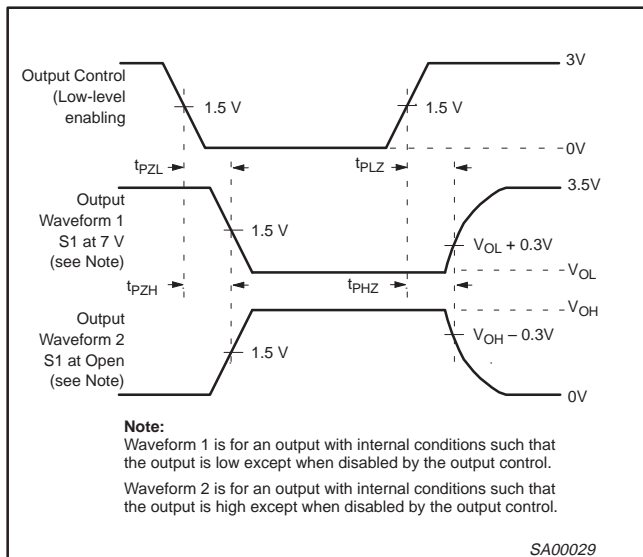 Output Control
(Low-level
enabling
1.5 V
1.5 V
3V
0V
tPZL
tPLZ
Output
Waveform 1
S1 at 7 V
(see Note)
1.5 V
3.5V
VOL + 0.3V
VOL
tPZH
tPHZ
VOH
Output
Waveform 2
S1 at Open
(see Note)
1.5 V
VOH – 0.3V
0V
Note:
Waveform 1 is for an output with internal conditions such that
the output is low except when disabled by the output control.
Waveform 2 is for an output with internal conditions such that
the output is high except when disabled by the output control.
SA00029